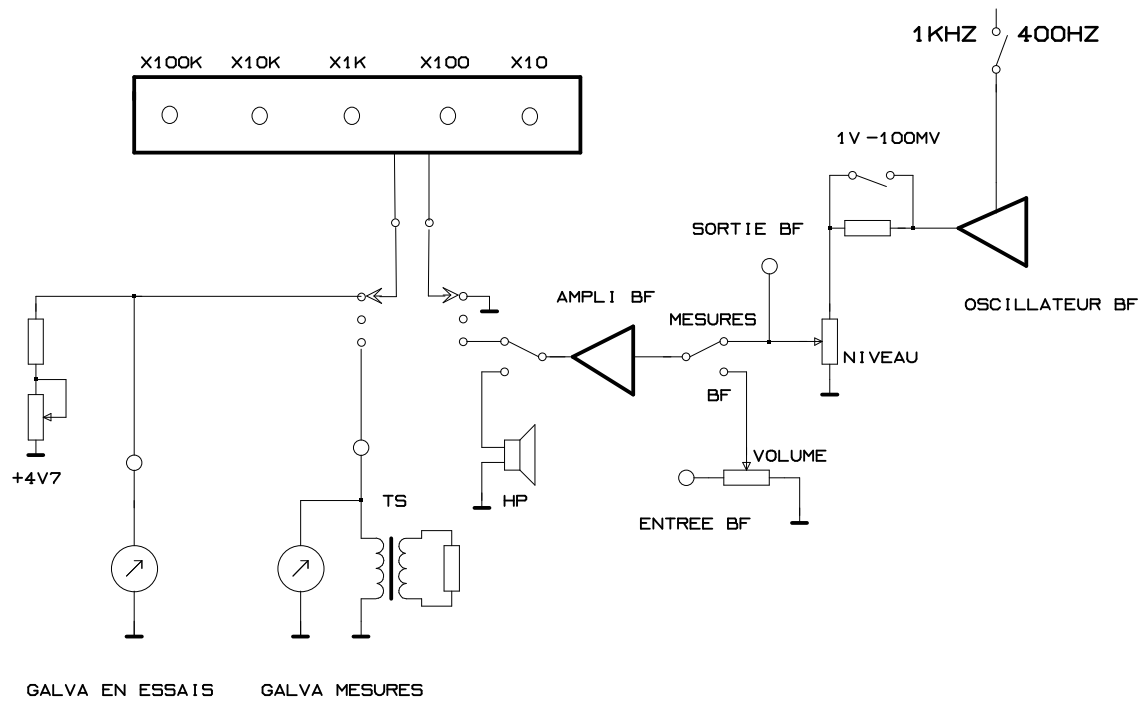 1KHZ 400HZ
X100K X10K X1K X100 X10
1V -100MV
SORTIE BF
AMPLI BF
OSCILLATEUR BF
MESURES
NIVEAU
BF
VOLUME
+4V7
TS
HP
ENTREE BF
GALVA EN ESSAIS GALVA MESURES